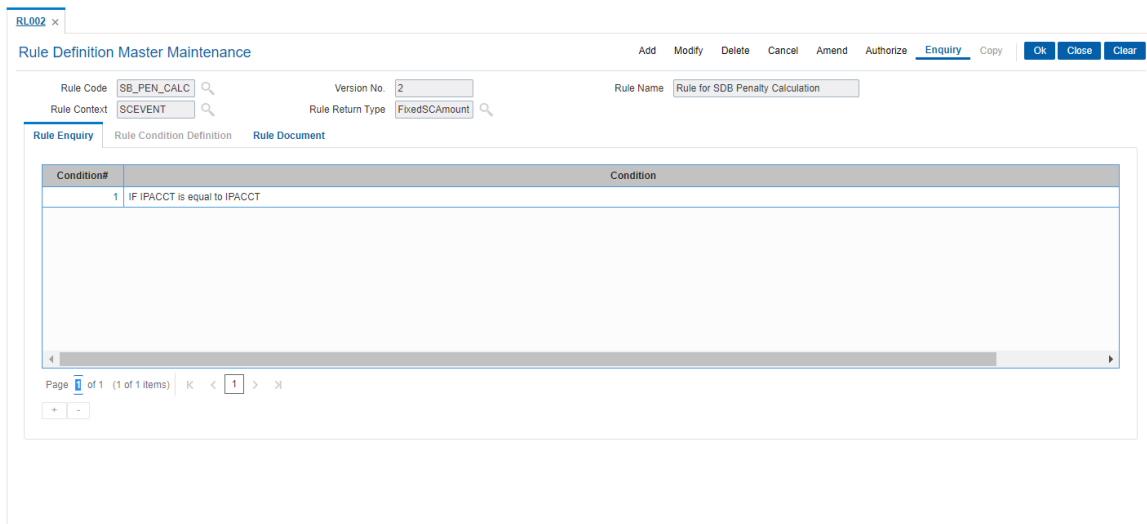 RL002 ×
Rule Definition Master Maintenance Add Modify Delete Cancel Amend Authorize Enquiry Copy Ok Close Clear
Rule Code SB_PEN_CALC Version No. 2 Rule Name Rule for SDB Penalty Calculation
Rule Context SCEVENT Rule Return Type FixedSCAmount
Rule Enquiry Rule Condition Definition Rule Document
Condition# Condition
1 IF IPACCT is equal to IPACCT
Page 1 of 1 (1 of 1 items) 1
+ -